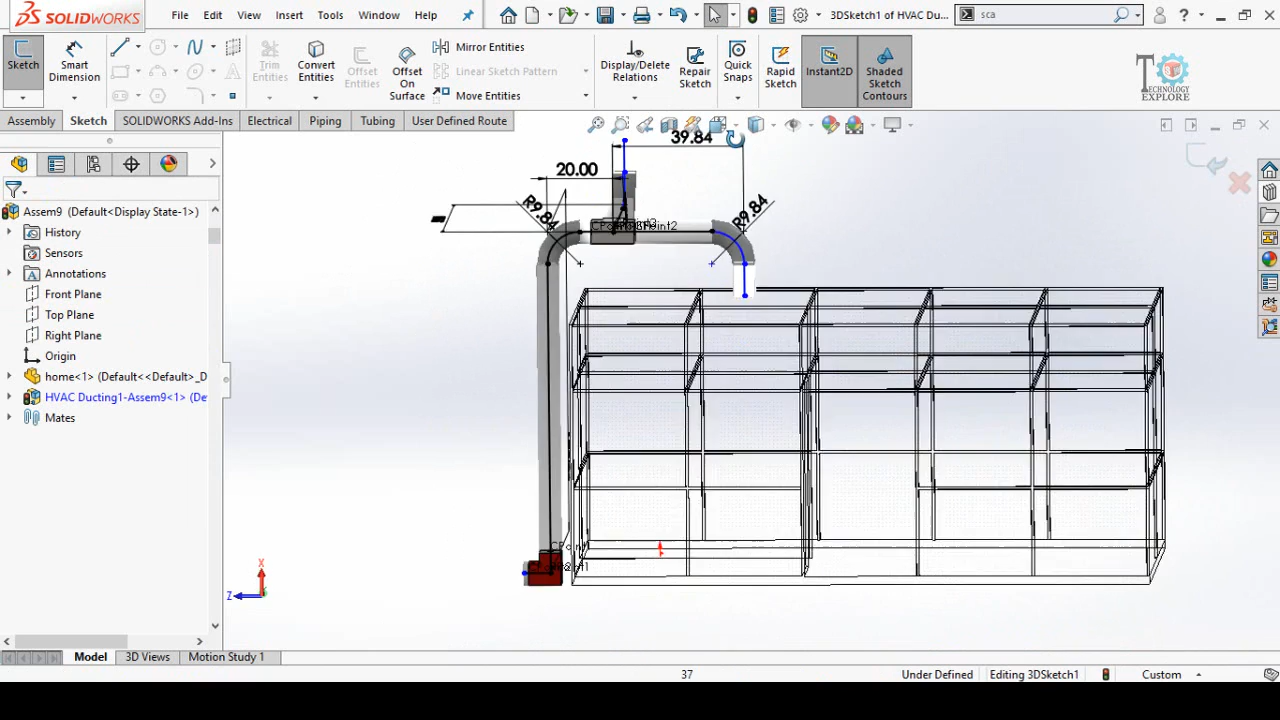 SOLIDWORKS
File Edit View Insert Tools Window Help
3DSketch1 of HVAC Du...
sca
Sketch
Smart Dimension
Trim Entities
Convert Entities
Offset Entities
Offset On Surface
Mirror Entities
Linear Sketch Pattern
Move Entities
Display/Delete Relations
Repair Sketch
Quick Snaps
Rapid Sketch
Instant2D
Shaded Sketch Contours
TECHNOLOGY EXPLORE
Assembly Sketch SOLIDWORKS Add-Ins Electrical Piping Tubing User Defined Route
Assem9 (Default<Display State-1>)
History
Sensors
Annotations
Front Plane
Top Plane
Right Plane
Origin
home<1> (Default<<Default>_D
HVAC Ducting1-Assem9<1> (De
Mates
39.84
20.00
R9.84
R9.84
X
Z
Model 3D Views Motion Study 1
37
Under Defined Editing 3DSketch1 Custom